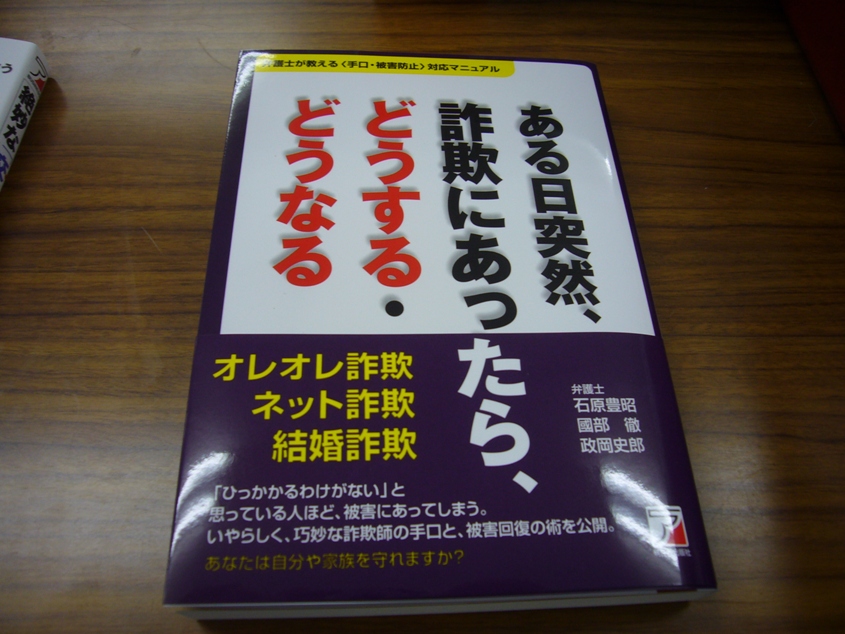 弁護士が教える〈手口・被害防止〉対応マニュアル
ある日突然、
詐欺にあったら、
どうする・
どうなる
オレオレ詐欺
ネット詐欺
結婚詐欺
弁護士
石原豊昭
國部 徹
政岡史郎
「ひっかかるわけがない」と
思っている人ほど、被害にあってしまう。
いやらしく、巧妙な詐欺師の手口と、被害回復の術を公開。
あなたは自分や家族を守れますか?
ア
絶妙な